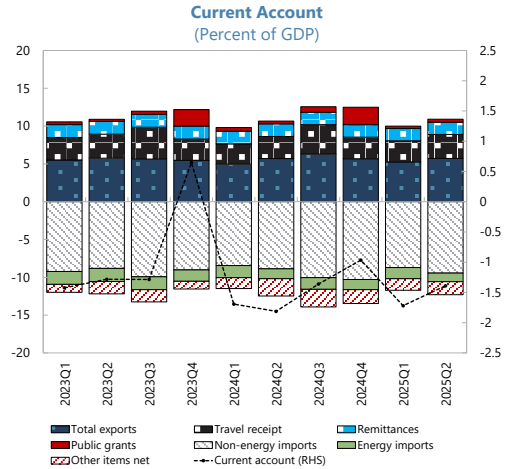 Current Account
(Percent of GDP)
20
15
10
5
0
-5
-10
-15
-20
2.5
2
1.5
1
0.5
0
-0.5
-1
-1.5
-2
-2.5
2023Q1
2023Q2
2023Q3
2023Q4
2024Q1
2024Q2
2024Q3
2024Q4
2025Q1
2025Q2
Total exports Travel receipt Remittances
Public grants Non-energy imports Energy imports
Other items net Current account (RHS)